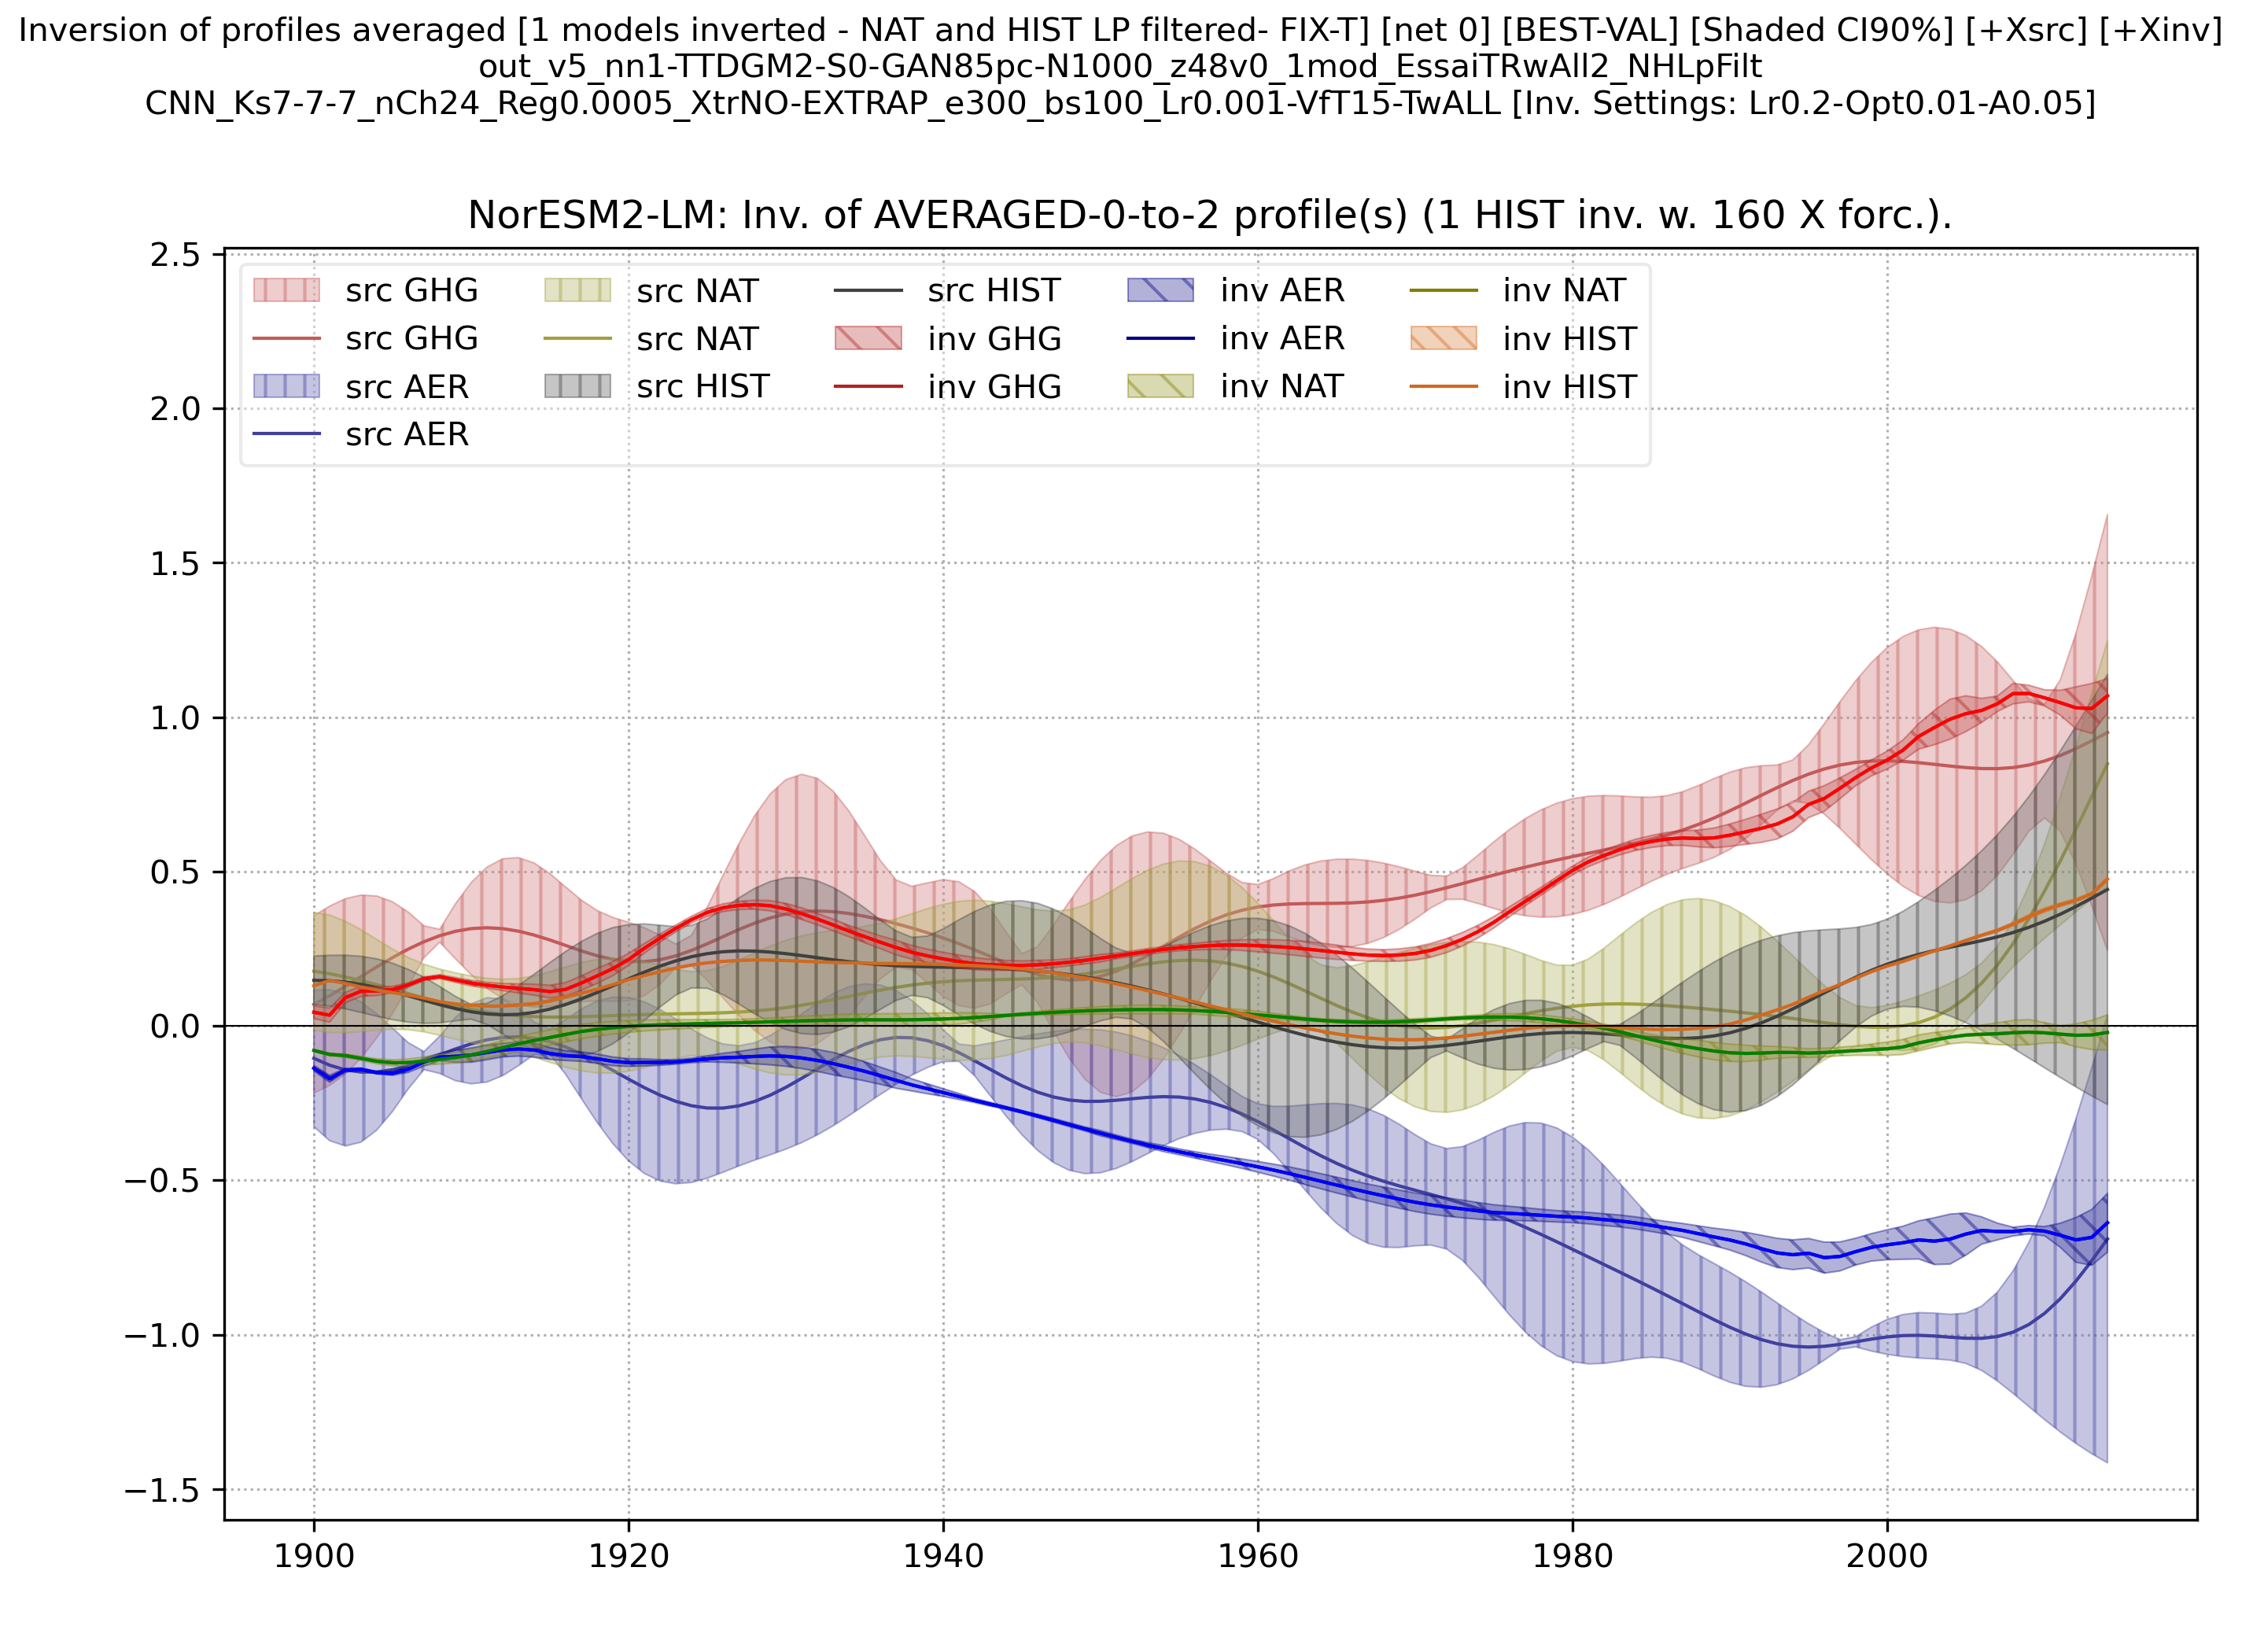 Inversion of profiles averaged [1 models inverted - NAT and HIST LP filtered- FIX-T] [net 0] [BEST-VAL] [Shaded CI90%] [+Xsrc] [+Xinv]
out_v5_nn1-TTDGM2-S0-GAN85pc-N1000_z48v0_1mod_EssaiTRwAll2_NHLpFilt
CNN_Ks7-7-7_nCh24_Reg0.0005_XtrNO-EXTRAP_e300_bs100_Lr0.001-VfT15-TwALL [Inv. Settings: Lr0.2-Opt0.01-A0.05]
NorESM2-LM: Inv. of AVERAGED-0-to-2 profile(s) (1 HIST inv. w. 160 X forc.).
src GHG
src GHG
src AER
src AER
src NAT
src NAT
src HIST
src HIST
inv GHG
inv GHG
inv AER
inv AER
inv NAT
inv NAT
inv HIST
inv HIST
2.5
2.0
1.5
1.0
0.5
0.0
−0.5
−1.0
−1.5
1900
1920
1940
1960
1980
2000